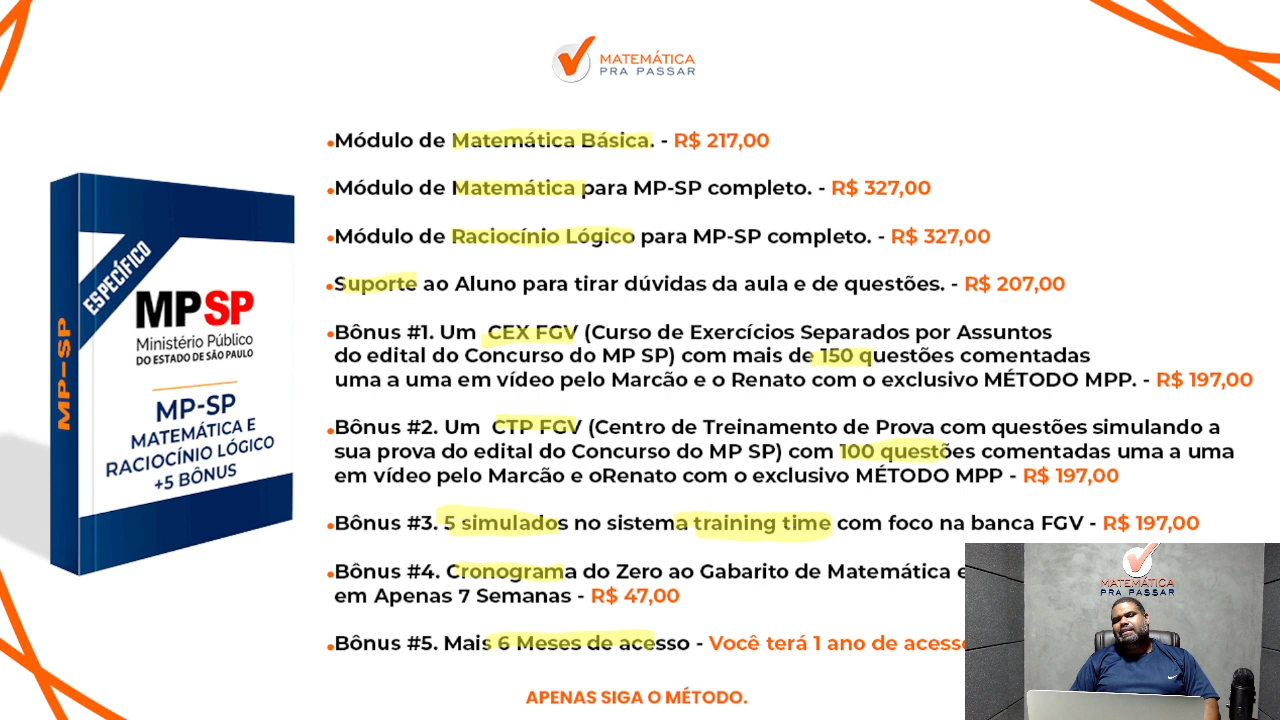 MATEMÁTICA
PRA PASSAR
•Módulo de Matemática Básica. - R$ 217,00
•Módulo de Matemática para MP-SP completo. - R$ 327,00
•Módulo de Raciocínio Lógico para MP-SP completo. - R$ 327,00
•Suporte ao Aluno para tirar dúvidas da aula e de questões. - R$ 207,00
•Bônus #1. Um CEX FGV (Curso de Exercícios Separados por Assuntos
do edital do Concurso do MP SP) com mais de 150 questões comentadas
uma a uma em vídeo pelo Marcão e o Renato com o exclusivo MÉTODO MPP. - R$ 197,00
•Bônus #2. Um CTP FGV (Centro de Treinamento de Prova com questões simulando a
sua prova do edital do Concurso do MP SP) com 100 questões comentadas uma a uma
em vídeo pelo Marcão e oRenato com o exclusivo MÉTODO MPP - R$ 197,00
•Bônus #3. 5 simulados no sistema training time com foco na banca FGV - R$ 197,00
•Bônus #4. Cronograma do Zero ao Gabarito de Matemática e
em Apenas 7 Semanas - R$ 47,00
•Bônus #5. Mais 6 Meses de acesso - Você terá 1 ano de acesso
APENAS SIGA O MÉTODO.
MP-SP
ESPECÍFICO
MPSP
Ministério Público
DO ESTADO DE SÃO PAULO
MP-SP
MATEMÁTICA E
RACIOCÍNIO LÓGICO
+5 BÔNUS
MATEMÁTICA
PRA PASSAR